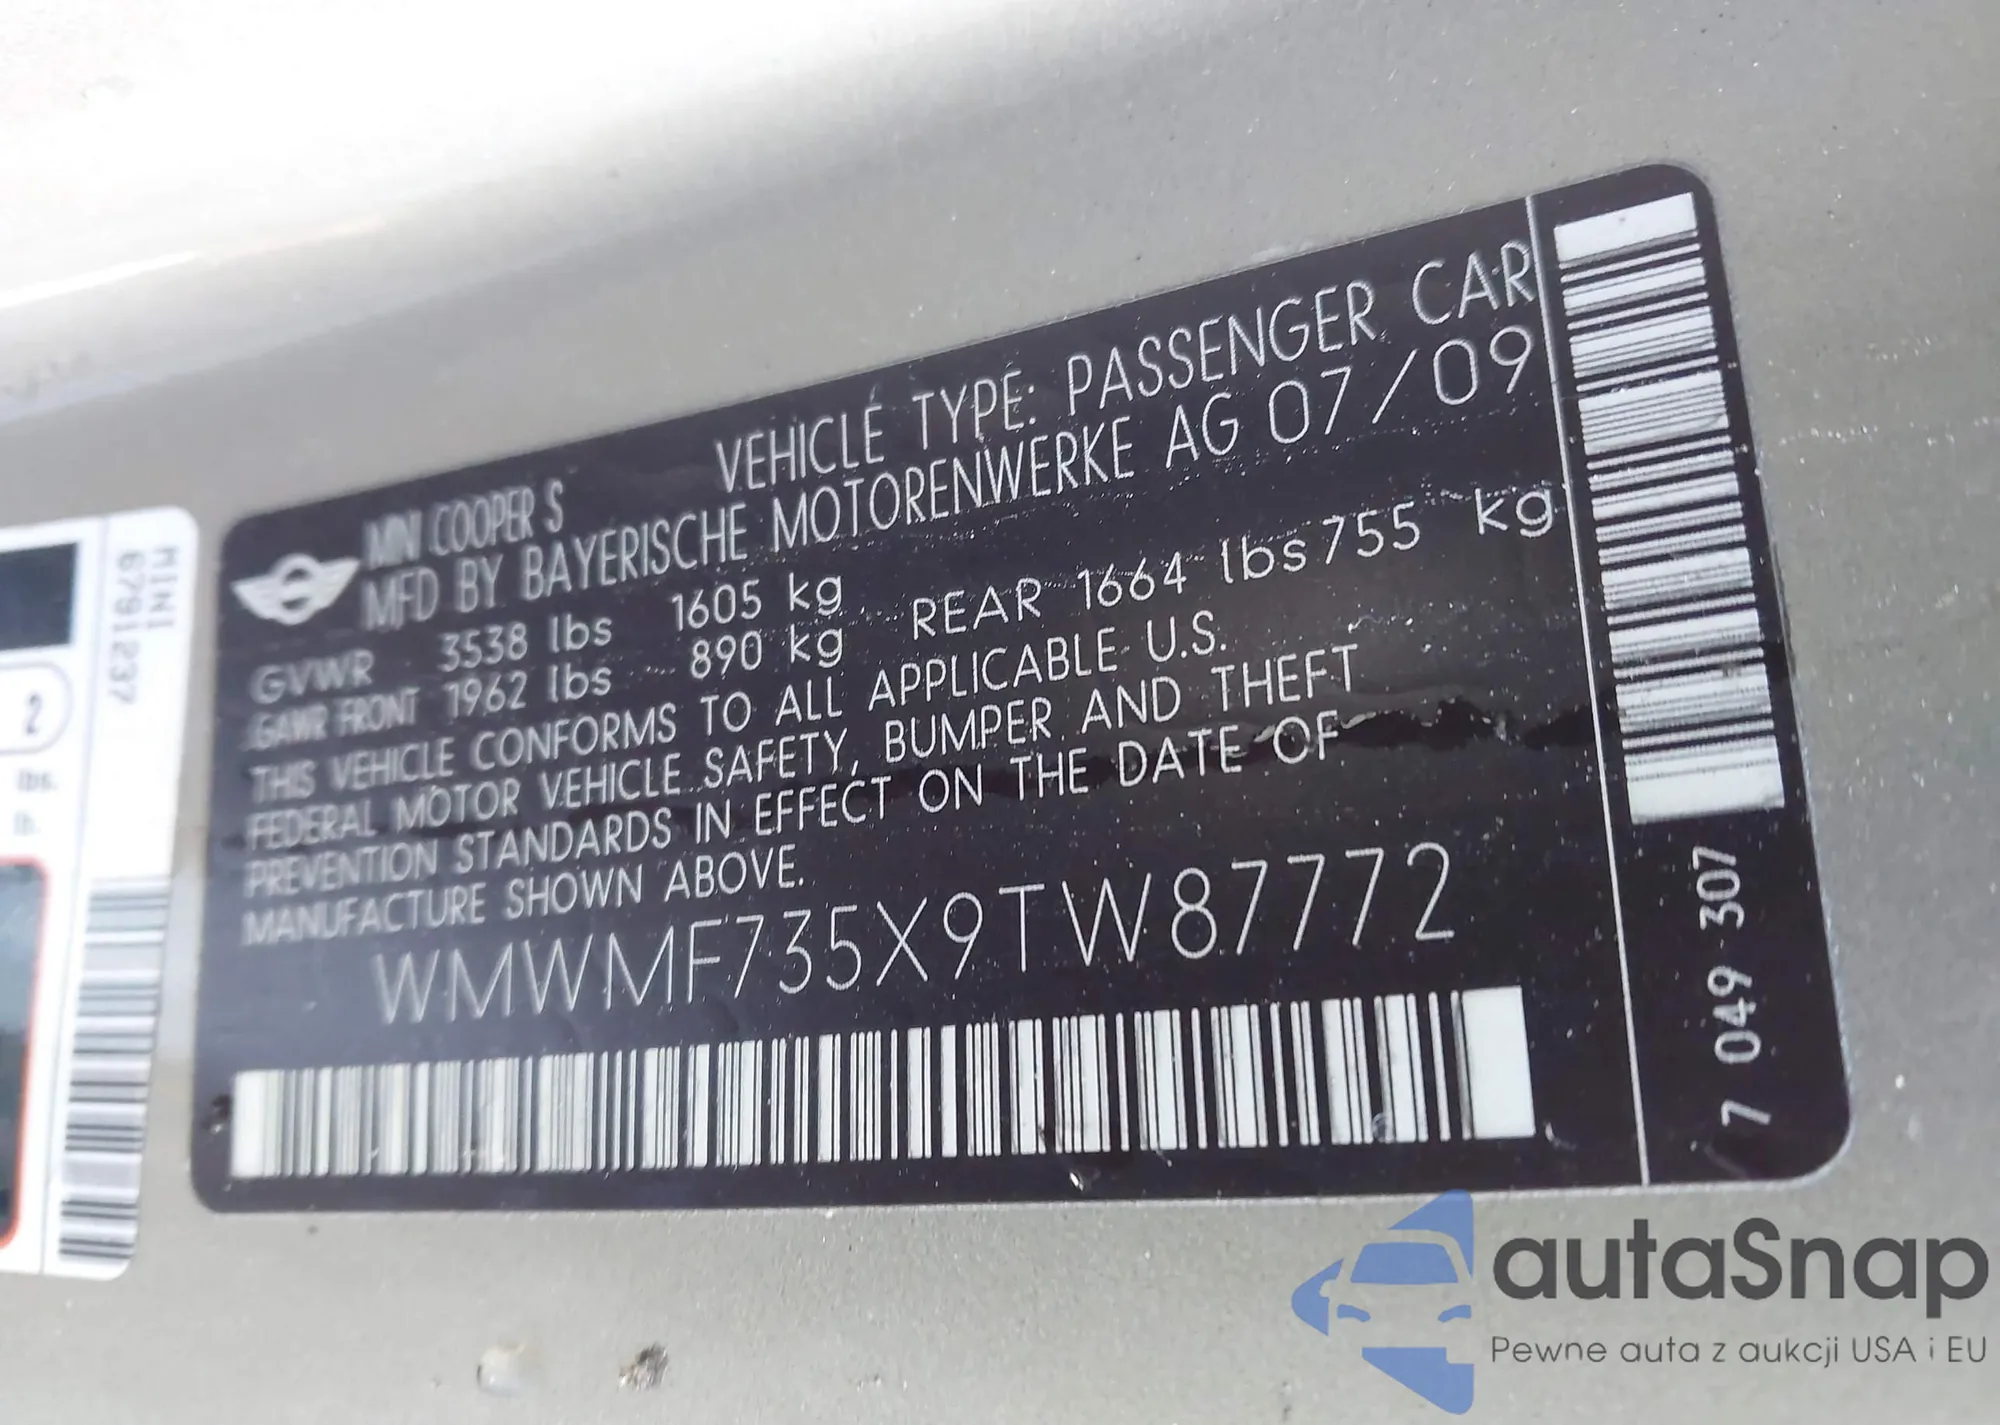 MINI COOPER S
VEHICLE TYPE: PASSENGER CAR
MFD BY BAYERISCHE MOTORENWERKE AG 07/09
GVWR 3538 lbs 1605 kg
GAWR FRONT 1962 lbs 890 kg REAR 1664 lbs 755 kg
THIS VEHICLE CONFORMS TO ALL APPLICABLE U.S.
FEDERAL MOTOR VEHICLE SAFETY, BUMPER AND THEFT
PREVENTION STANDARDS IN EFFECT ON THE DATE OF
MANUFACTURE SHOWN ABOVE.
WMWMF735X9TW87772
7 049 307
MINI
6791237
2
lbs.
lb.
autaSnap
Pewne auta z aukcji USA i EU